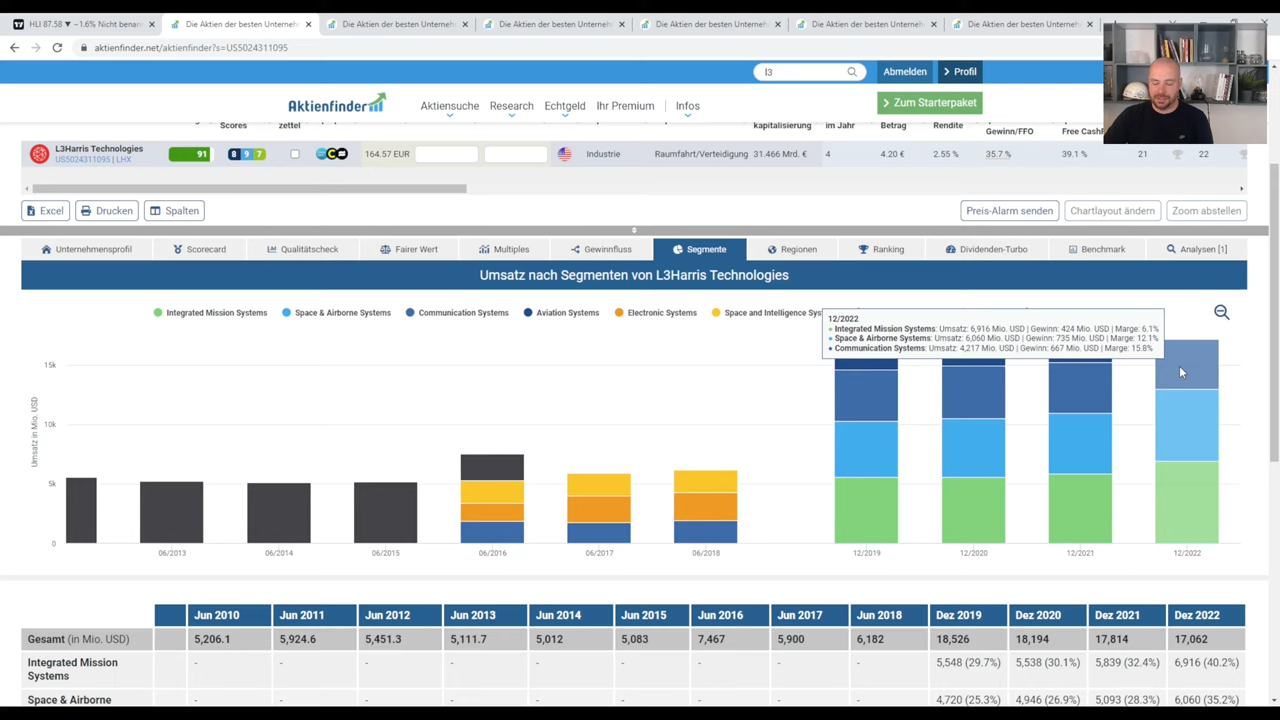 HLI 87.58 ▼ −1.6% Nicht benan
Die Aktien der besten Unternehm
Die Aktien der besten Unterneh
Die Aktien der besten Unterneh
Die Aktien der besten Unterneh
Die Aktien der besten Unterneh
Die Aktien der besten Unterneh
aktienfinder.net/aktienfinder?s=US5024311095
l3
Abmelden
Profil
Aktienfinder
Aktiensuche
Research
Echtgeld
Ihr Premium
Infos
Zum Starterpaket
Scores
zettel
kapitalisierung
im Jahr
Betrag
Rendite
Gewinn/FFO
Free CashF
L3Harris Technologies
US5024311095 | LHX
91
8 9 7
164.57 EUR
Industrie
Raumfahrt/Verteidigung
31.466 Mrd. €
4
4.20 €
2.55 %
35.7 %
39.1 %
21
22
Excel
Drucken
Spalten
Preis-Alarm senden
Chartlayout ändern
Zoom abstellen
Unternehmensprofil
Scorecard
Qualitätscheck
Fairer Wert
Multiples
Gewinnfluss
Segmente
Regionen
Ranking
Dividenden-Turbo
Benchmark
Analysen [1]
Umsatz nach Segmenten von L3Harris Technologies
Integrated Mission Systems
Space & Airborne Systems
Communication Systems
Aviation Systems
Electronic Systems
Space and Intelligence Sys
12/2022
Integrated Mission Systems: Umsatz: 6,916 Mio. USD | Gewinn: 424 Mio. USD | Marge: 6.1%
Space & Airborne Systems: Umsatz: 6,060 Mio. USD | Gewinn: 735 Mio. USD | Marge: 12.1%
Communication Systems: Umsatz: 4,217 Mio. USD | Gewinn: 667 Mio. USD | Marge: 15.8%
Umsatz in Mio. USD
15k
10k
5k
0
06/2013
06/2014
06/2015
06/2016
06/2017
06/2018
12/2019
12/2020
12/2021
12/2022
Jun 2010
Jun 2011
Jun 2012
Jun 2013
Jun 2014
Jun 2015
Jun 2016
Jun 2017
Jun 2018
Dez 2019
Dez 2020
Dez 2021
Dez 2022
Gesamt (in Mio. USD)
5,206.1
5,924.6
5,451.3
5,111.7
5,012
5,083
7,467
5,900
6,182
18,526
18,194
17,814
17,062
Integrated Mission
Systems
- - - - - - - - -
5,548 (29.7%)
5,538 (30.1%)
5,839 (32.4%)
6,916 (40.2%)
Space & Airborne
- - - - - - - - -
4,720 (25.3%)
4,946 (26.9%)
5,093 (28.3%)
6,060 (35.2%)